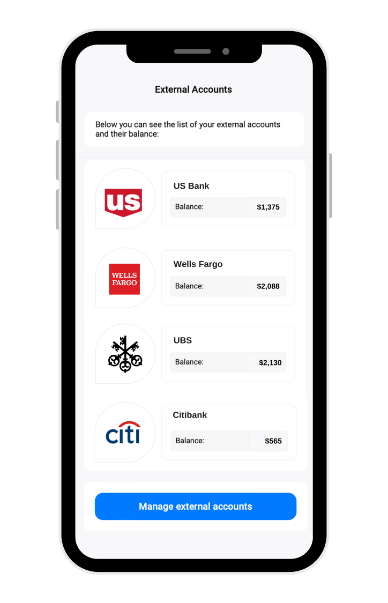 External Accounts
Below you can see the list of your external accounts
and their balance:
us
US Bank
Balance: $1,375
WELLS
FARGO
Wells Fargo
Balance: $2,088
UBS
Balance: $2,130
citi
Citibank
Balance: $565
Manage external accounts